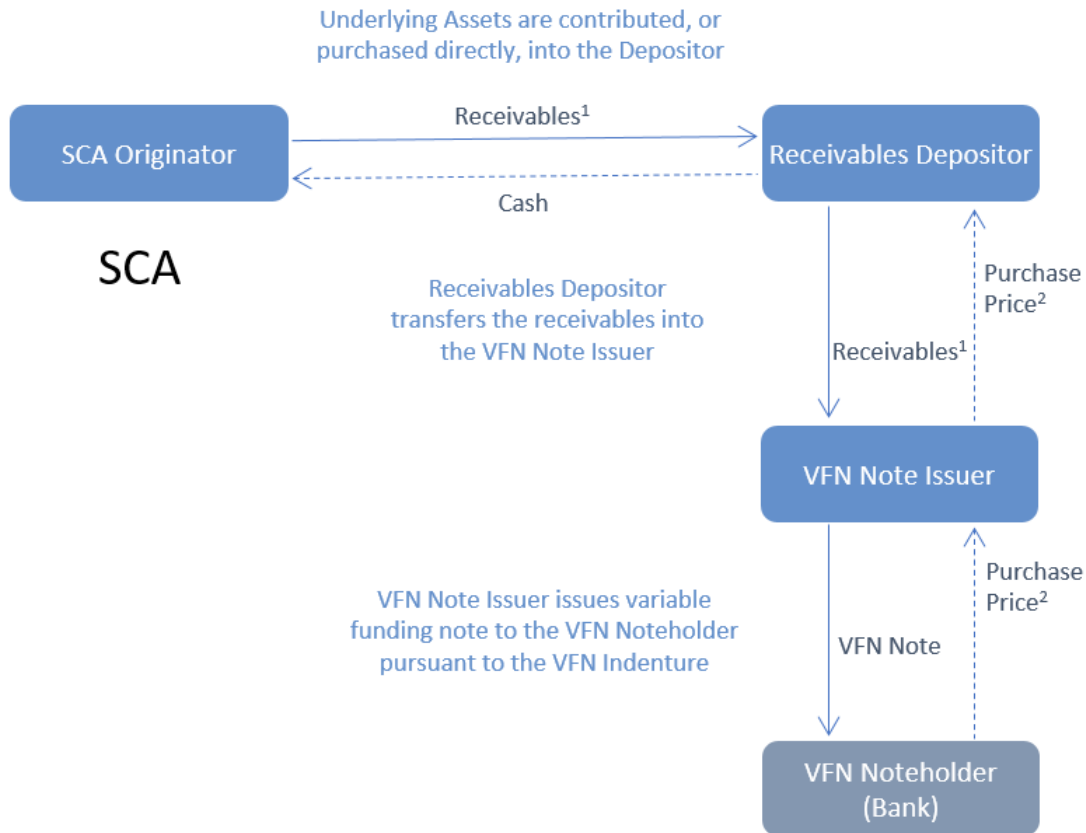 Underlying Assets are contributed, or
purchased directly, into the Depositor
SCA Originator
Receivables¹
Receivables Depositor
Cash
SCA
Receivables Depositor
transfers the receivables into
the VFN Note Issuer
Receivables¹
Purchase
Price²
VFN Note Issuer
VFN Note Issuer issues variable
funding note to the VFN Noteholder
pursuant to the VFN Indenture
VFN Note
Purchase
Price²
VFN Noteholder
(Bank)